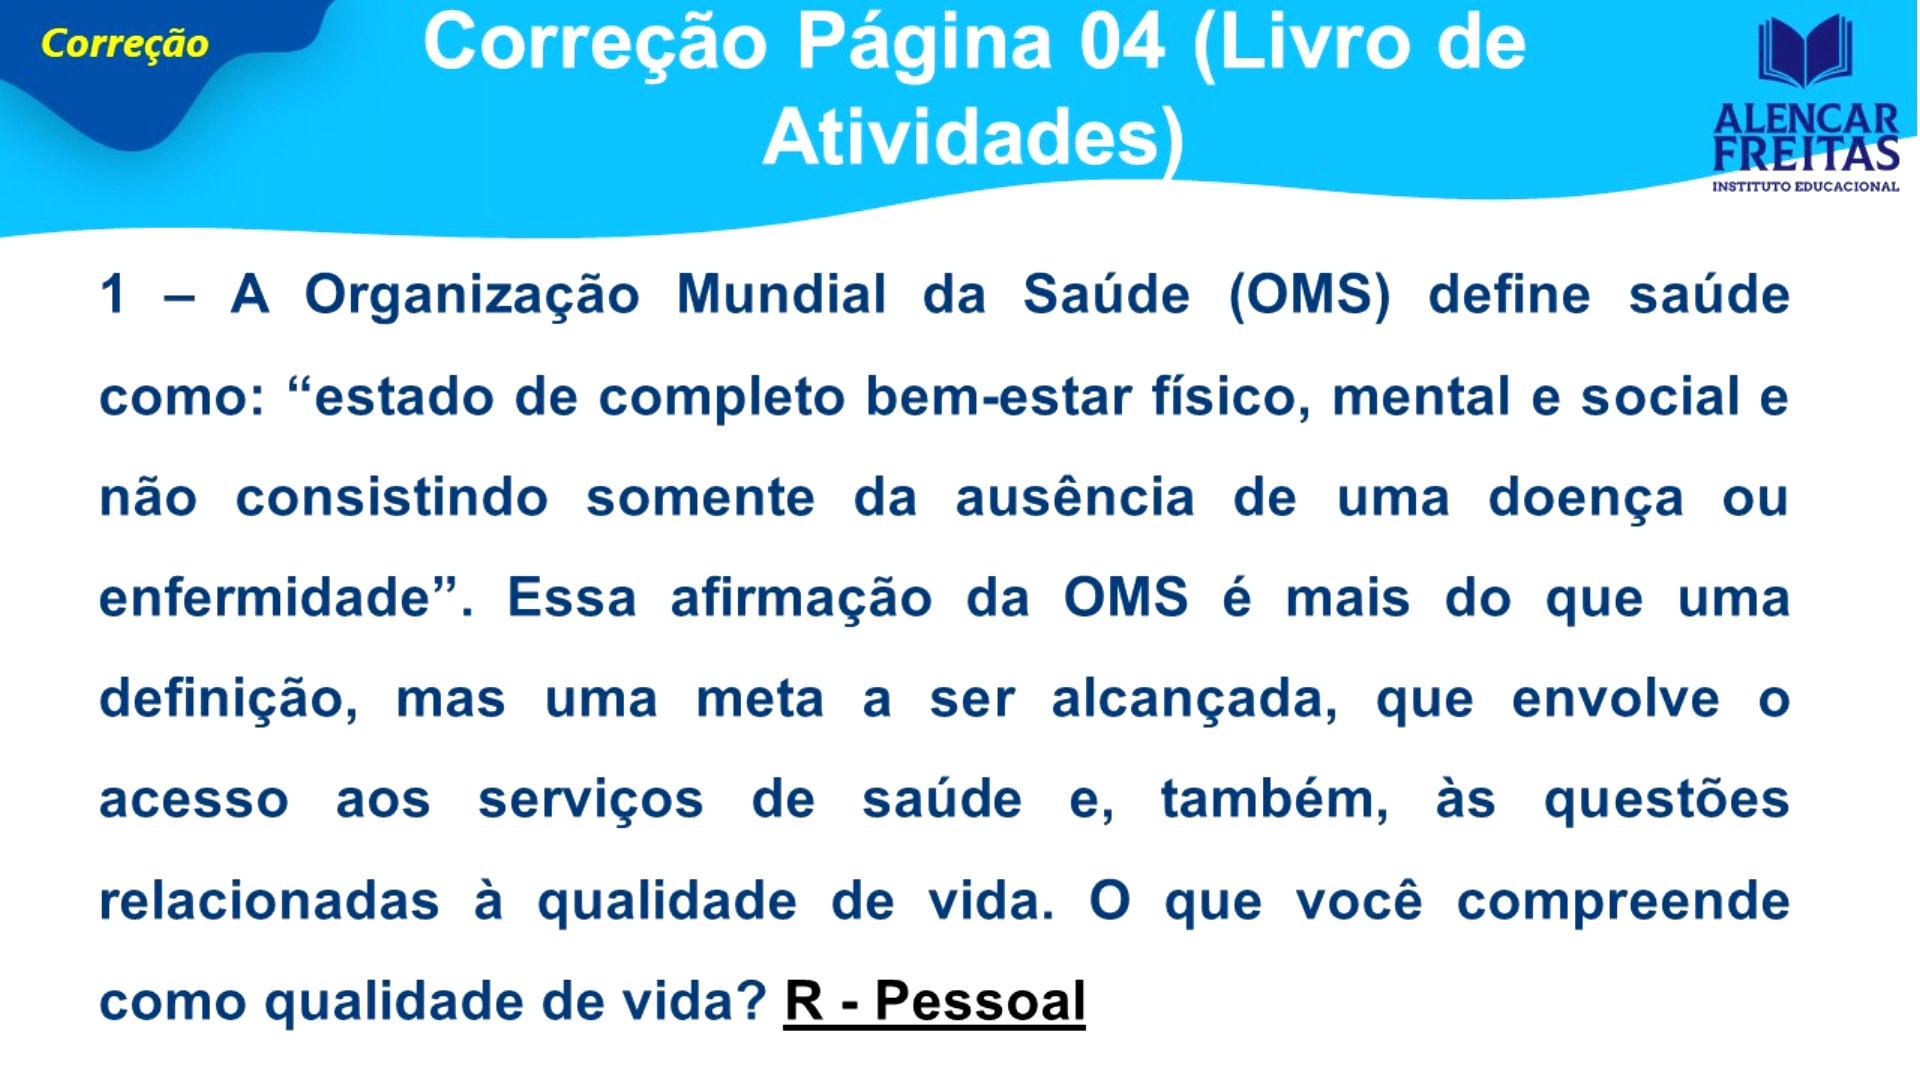 Correção
Correção Página 04 (Livro de
Atividades)
ALENCAR
FREITAS
INSTITUTO EDUCACIONAL
1 – A Organização Mundial da Saúde (OMS) define saúde
como: “estado de completo bem-estar físico, mental e social e
não consistindo somente da ausência de uma doença ou
enfermidade”. Essa afirmação da OMS é mais do que uma
definição, mas uma meta a ser alcançada, que envolve o
acesso aos serviços de saúde e, também, às questões
relacionadas à qualidade de vida. O que você compreende
como qualidade de vida? R - Pessoal